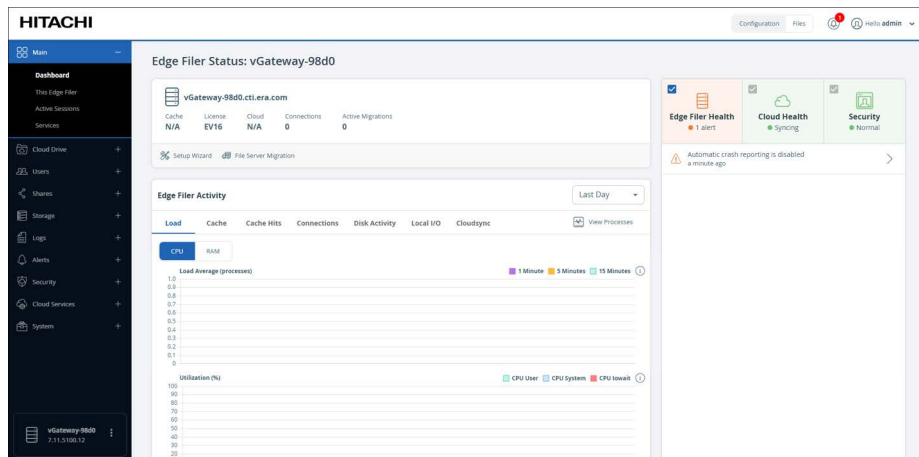 HITACHI
Configuration Files 1 Hello admin
Main
Dashboard
This Edge Filer
Active Sessions
Services
Cloud Drive
Users
Shares
Storage
Logs
Alerts
Security
Cloud Services
System
vGateway-98d0
7.11.5100.12
Edge Filer Status: vGateway-98d0
vGateway-98d0.cti.era.com
Cache License Cloud Connections Active Migrations
N/A EV16 N/A 0 0
Setup Wizard File Server Migration
Edge Filer Activity Last Day
Load Cache Cache Hits Connections Disk Activity Local I/O Cloudsync View Processes
CPU RAM
Load Average (processes) 1 Minute 5 Minutes 15 Minutes
1.0
0.9
0.8
0.7
0.6
0.5
0.4
0.3
0.2
0.1
0
Utilization (%) CPU User CPU System CPU Iowait
100
90
80
70
60
50
40
30
20
Edge Filer Health Cloud Health Security
1 alert Syncing Normal
Automatic crash reporting is disabled
a minute ago